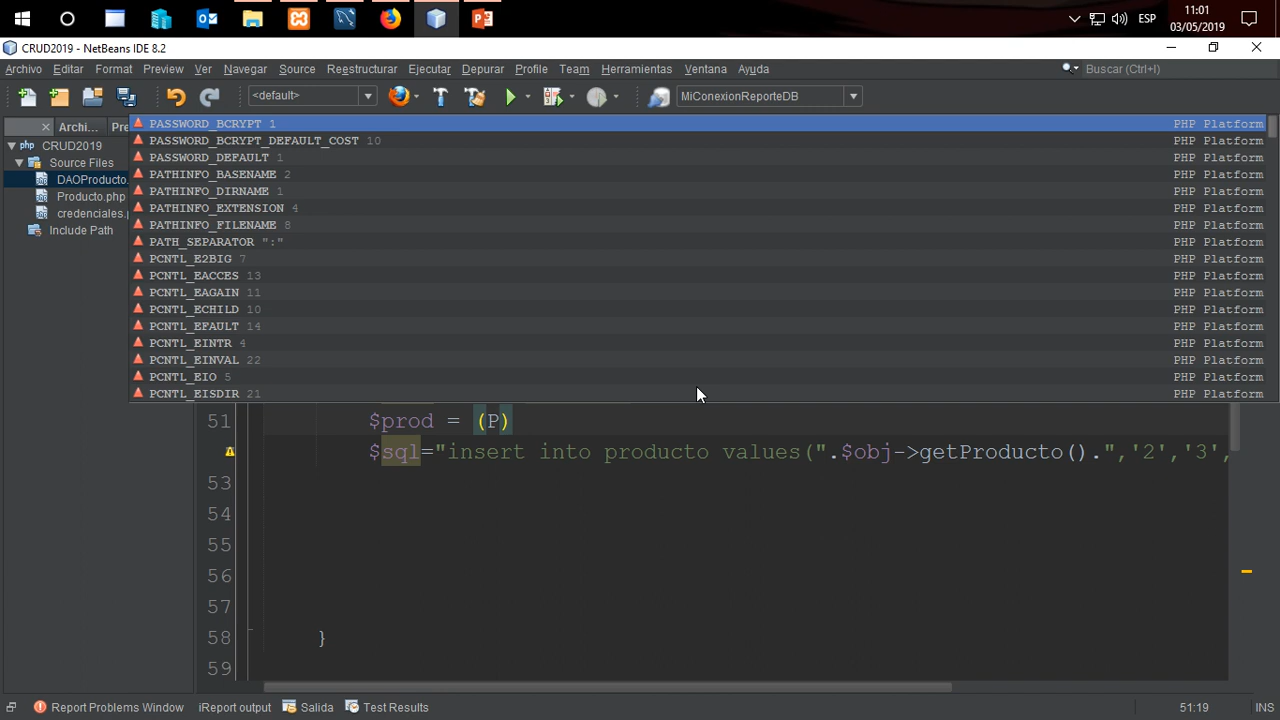 11:01
ESP
03/05/2019
CRUD2019 - NetBeans IDE 8.2
Archivo Editar Format Preview Ver Navegar Source Reestructurar Ejecutar Depurar Profile Team Herramientas Ventana Ayuda
Buscar (Ctrl+I)
<default>
MiConexionReporteDB
Archi... Pre
PASSWORD_BCRYPT 1 PHP Platform
PASSWORD_BCRYPT_DEFAULT_COST 10 PHP Platform
PASSWORD_DEFAULT 1 PHP Platform
PATHINFO_BASENAME 2 PHP Platform
PATHINFO_DIRNAME 1 PHP Platform
PATHINFO_EXTENSION 4 PHP Platform
PATHINFO_FILENAME 8 PHP Platform
PATH_SEPARATOR ":" PHP Platform
PCNTL_E2BIG 7 PHP Platform
PCNTL_EACCES 13 PHP Platform
PCNTL_EAGAIN 11 PHP Platform
PCNTL_ECHILD 10 PHP Platform
PCNTL_EFAULT 14 PHP Platform
PCNTL_EINTR 4 PHP Platform
PCNTL_EINVAL 22 PHP Platform
PCNTL_EIO 5 PHP Platform
PCNTL_EISDIR 21 PHP Platform
php CRUD2019
Source Files
DAOProducto.
Producto.php
credenciales.
Include Path
51 $prod = (P)
$sql="insert into producto values(".$obj->getProducto().",'2','3',
53
54
55
56
57
58 }
59
Report Problems Window iReport output Salida Test Results
51:19 INS